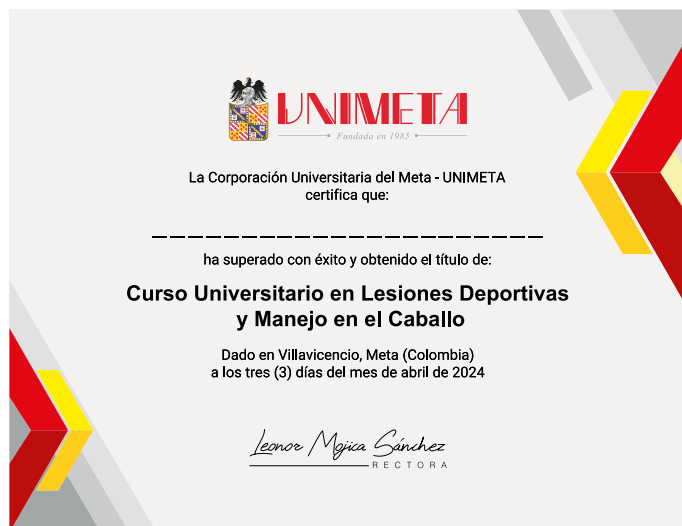 UNIMETA
Fundada en 1985
La Corporación Universitaria del Meta - UNIMETA
certifica que:
ha superado con éxito y obtenido el título de:
Curso Universitario en Lesiones Deportivas
y Manejo en el Caballo
Dado en Villavicencio, Meta (Colombia)
a los tres (3) días del mes de abril de 2024
Leonor Mojica Sánchez
RECTORA